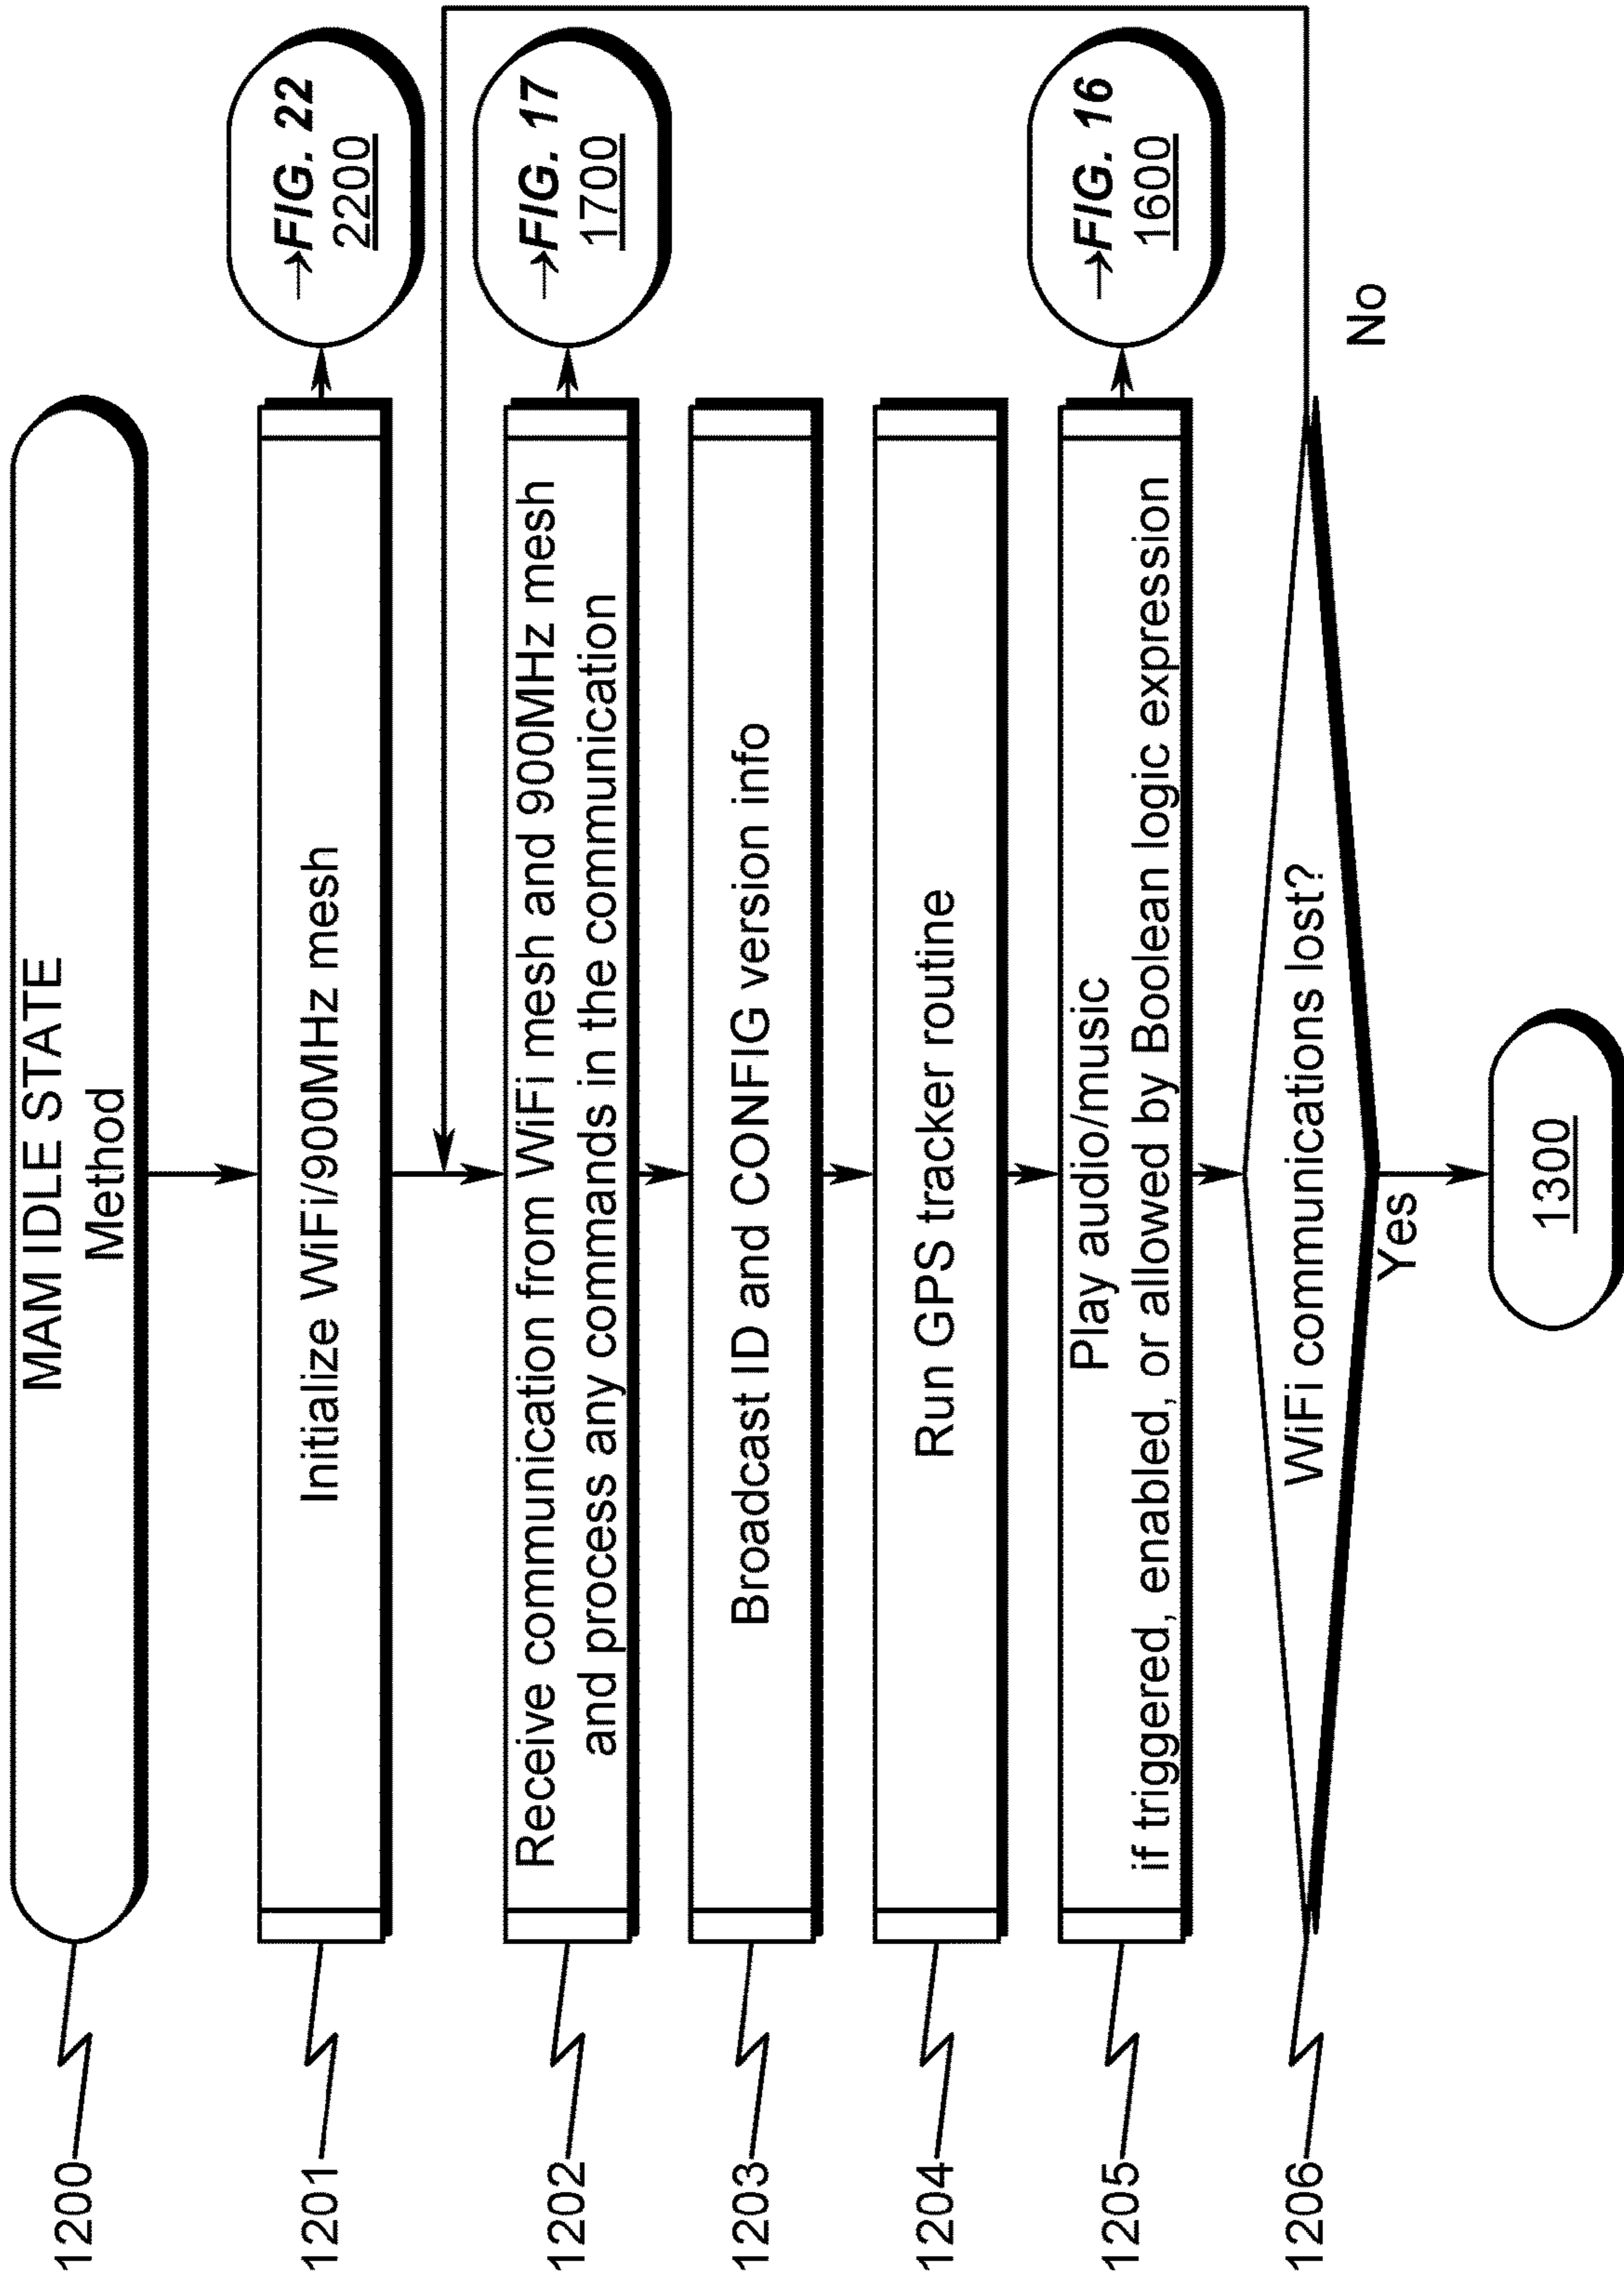 MAM IDLE STATE
Method
1200
Initialize WiFi/900MHz mesh
1201
→FIG. 22
2200
Receive communication from WiFi mesh and 900MHz mesh
and process any commands in the communication
1202
→FIG. 17
1700
Broadcast ID and CONFIG version info
1203
Run GPS tracker routine
1204
Play audio/music
if triggered, enabled, or allowed by Boolean logic expression
1205
→FIG. 16
1600
WiFi communications lost?
1206
No
Yes
1300